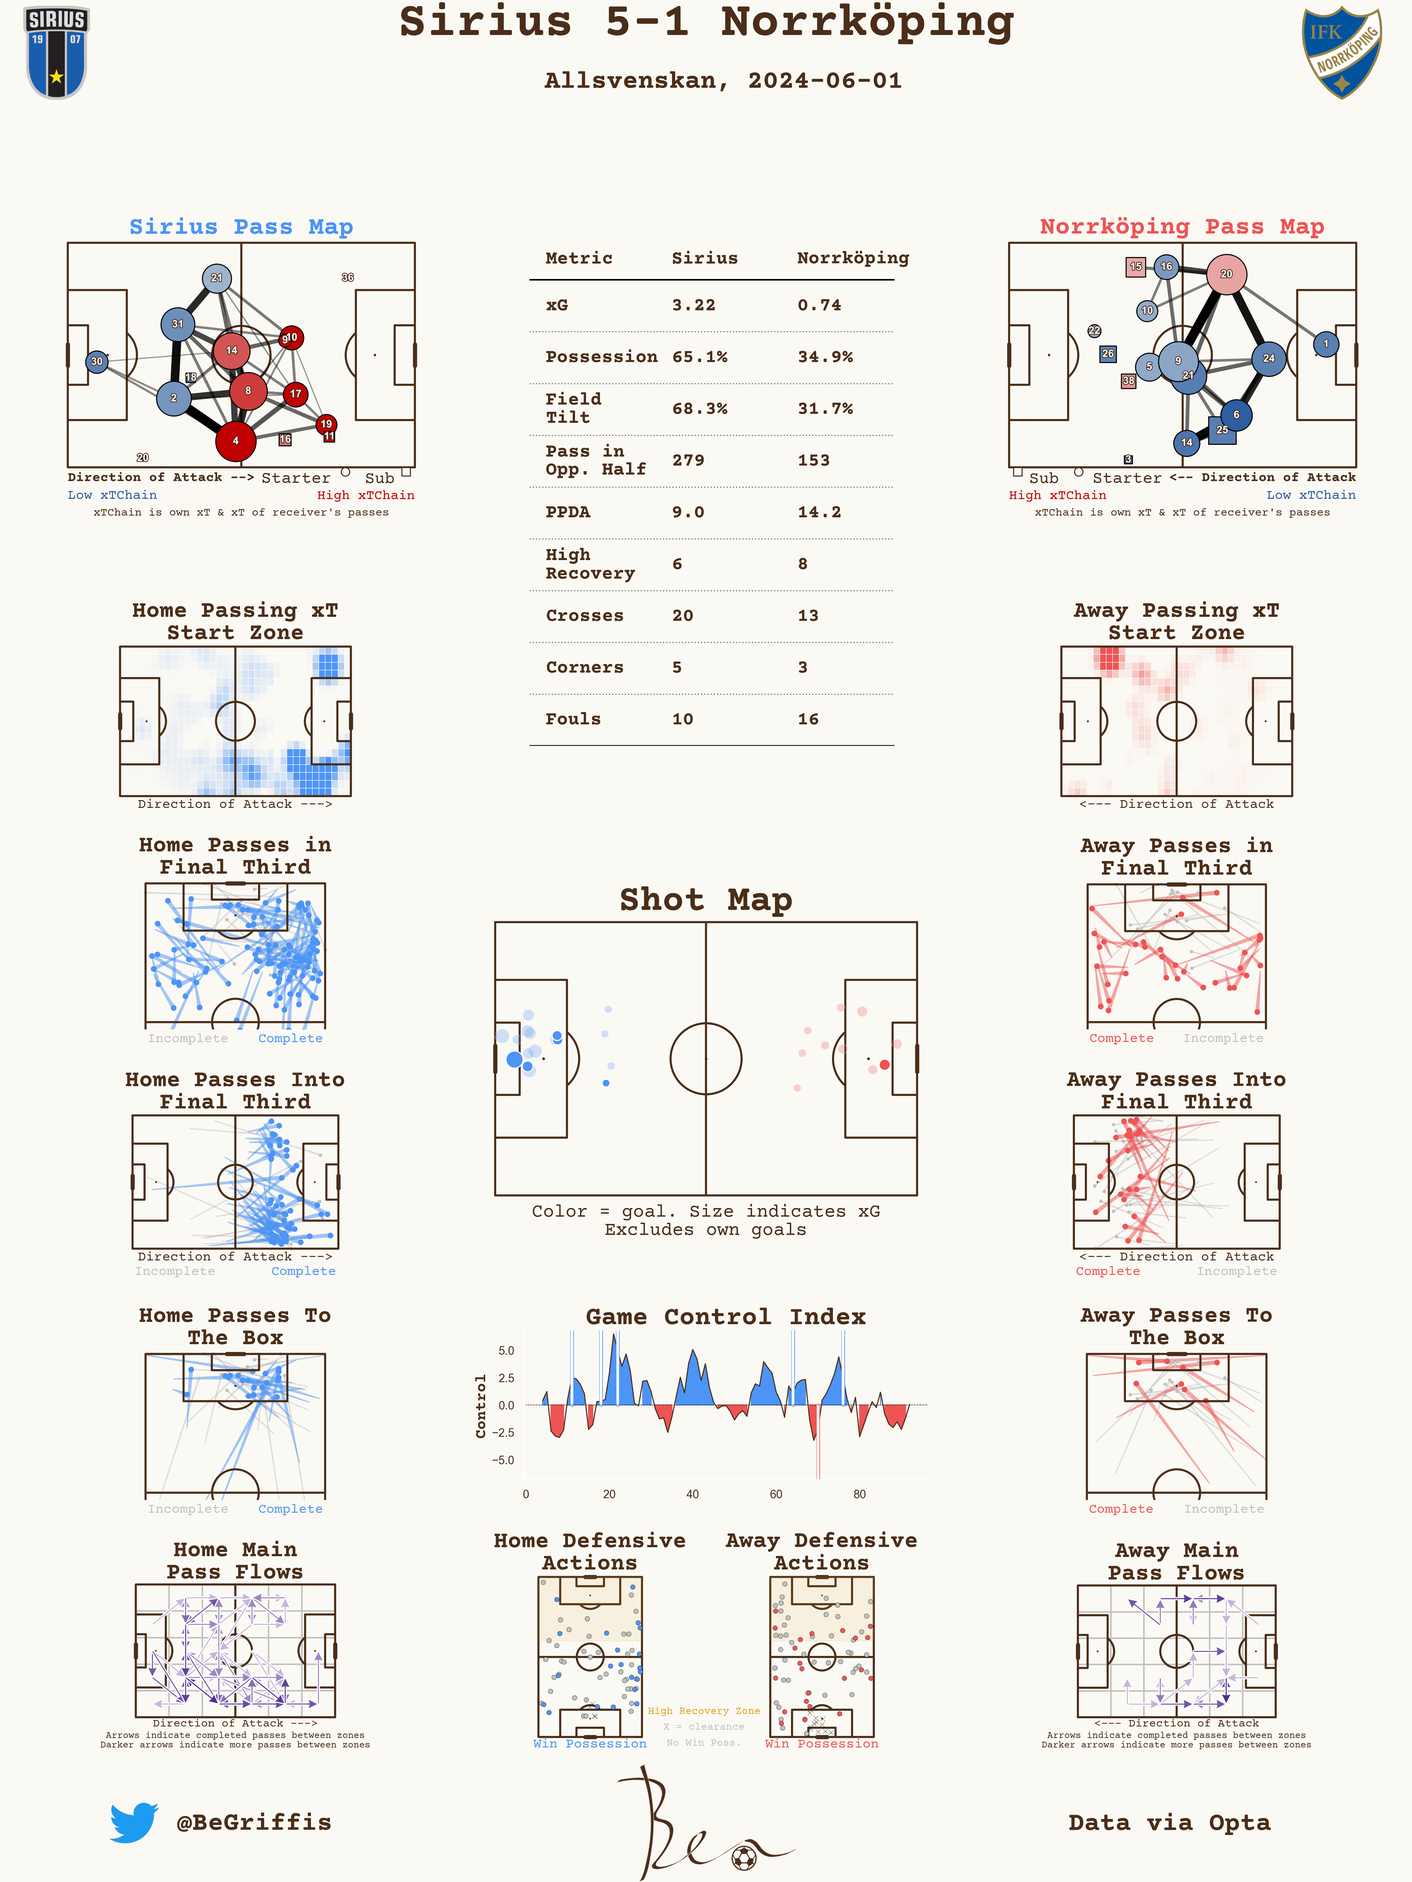 Sirius 5-1 Norrköping
Allsvenskan, 2024-06-01
SIRIUS
19 07
IFK
NORRKÖPING
Sirius Pass Map
21
36
31
9
10
14
30
18
8
17
2
19
11
4
16
20
Direction of Attack -->
Starter
Sub
Low xTChain
High xTChain
xTChain is own xT & xT of receiver's passes
Metric Sirius Norrköping
xG 3.22 0.74
Possession 65.1% 34.9%
Field
Tilt 68.3% 31.7%
Pass in
Opp. Half 279 153
PPDA 9.0 14.2
High
Recovery 6 8
Crosses 20 13
Corners 5 3
Fouls 10 16
Norrköping Pass Map
15
16
20
10
22
1
26
9
24
5
21
38
6
25
14
3
Sub
Starter
<-- Direction of Attack
High xTChain
Low xTChain
xTChain is own xT & xT of receiver's passes
Home Passing xT
Start Zone
Direction of Attack --->
Away Passing xT
Start Zone
<--- Direction of Attack
Home Passes in
Final Third
Incomplete
Complete
Away Passes in
Final Third
Complete
Incomplete
Shot Map
Color = goal. Size indicates xG
Excludes own goals
Home Passes Into
Final Third
Direction of Attack --->
Incomplete
Complete
Away Passes Into
Final Third
<--- Direction of Attack
Complete
Incomplete
Game Control Index
Control
5.0
2.5
0.0
−2.5
−5.0
0 20 40 60 80
Home Passes To
The Box
Incomplete
Complete
Away Passes To
The Box
Complete
Incomplete
Home Main
Pass Flows
Direction of Attack --->
Arrows indicate completed passes between zones
Darker arrows indicate more passes between zones
Home Defensive
Actions
Win Possession
Away Defensive
Actions
Win Possession
High Recovery Zone
X = clearance
No Win Poss.
Away Main
Pass Flows
<--- Direction of Attack
Arrows indicate completed passes between zones
Darker arrows indicate more passes between zones
@BeGriffis
Ben
Data via Opta